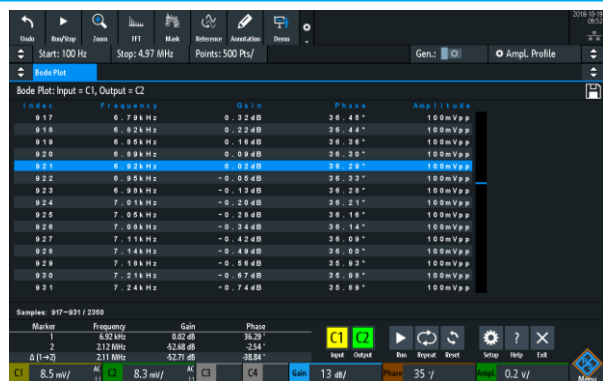 2018-10-19
09:52
Undo Run/Stop Zoom FFT Mask Reference Annotation Demo
Start: 100 Hz Stop: 4.97 MHz Points: 500 Pts/ Gen.: Ampl. Profile
Bode Plot
Bode Plot: Input = C1, Output = C2
Index Frequency Gain Phase Amplitude
917 6.79kHz 0.32dB 36.45° 100mVpp
918 6.82kHz 0.22dB 36.44° 100mVpp
919 6.85kHz 0.16dB 36.36° 100mVpp
920 6.89kHz 0.09dB 36.30° 100mVpp
921 6.92kHz 0.02dB 36.29° 100mVpp
922 6.95kHz -0.05dB 36.33° 100mVpp
923 6.98kHz -0.13dB 36.28° 100mVpp
924 7.01kHz -0.20dB 36.21° 100mVpp
925 7.05kHz -0.28dB 36.16° 100mVpp
926 7.08kHz -0.34dB 36.14° 100mVpp
927 7.11kHz -0.42dB 36.09° 100mVpp
928 7.14kHz -0.49dB 36.00° 100mVpp
929 7.18kHz -0.56dB 35.93° 100mVpp
930 7.21kHz -0.67dB 35.98° 100mVpp
931 7.24kHz -0.74dB 35.89° 100mVpp
Samples: 917-931 / 2350
Marker Frequency Gain Phase
1 6.92 kHz 0.02 dB 36.29 °
2 2.12 MHz -52.68 dB -2.54 °
Δ (1→2) 2.11 MHz -52.71 dB -38.84 °
C1 C2 ?
Input Output Run Repeat Reset Setup Help Exit
C1 8.5 mV/ AC 1:1 C2 8.3 mV/ AC 1:1 C3 C4 Gain 13 dB/ Phase 35 °/ Ampl. 0.2 V/ Menu